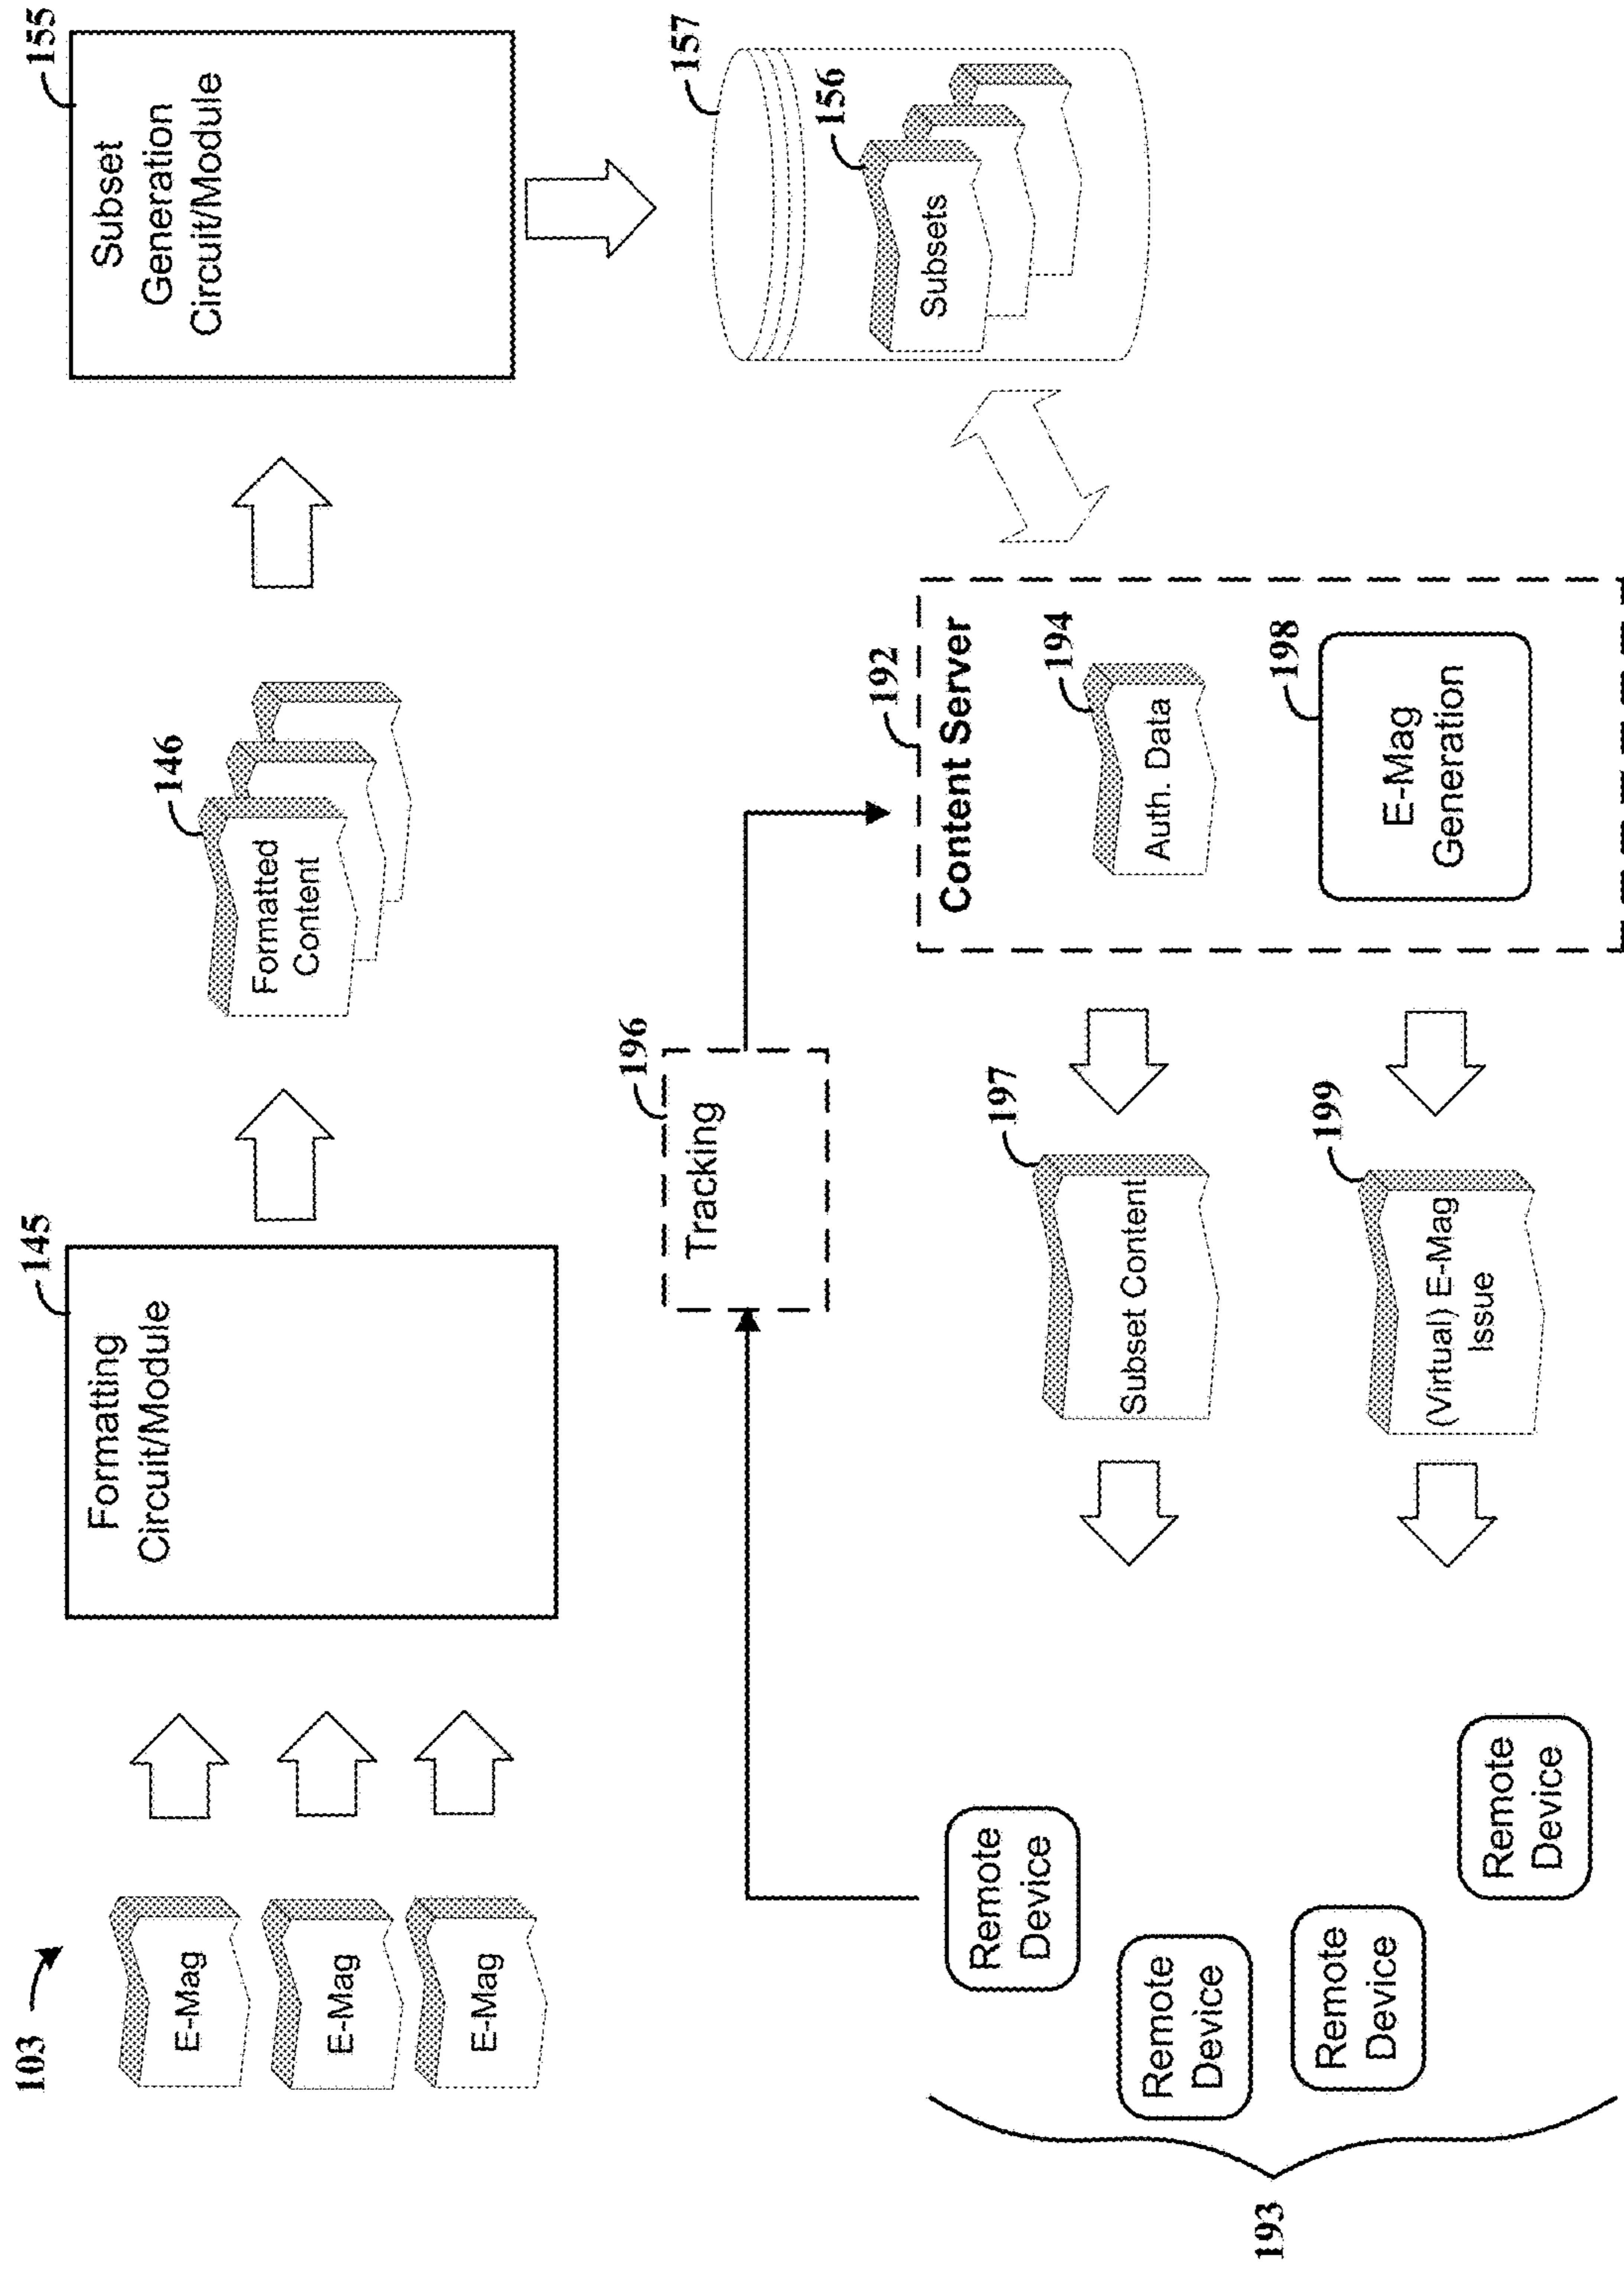 103
E-Mag
E-Mag
E-Mag
145
Formatting
Circuit/Module
146
Formatted
Content
155
Subset
Generation
Circuit/Module
157
156
Subsets
196
Tracking
192
Content Server
194
Auth. Data
198
E-Mag
Generation
197
Subset Content
199
(Virtual) E-Mag
Issue
193
Remote
Device
Remote
Device
Remote
Device
Remote
Device